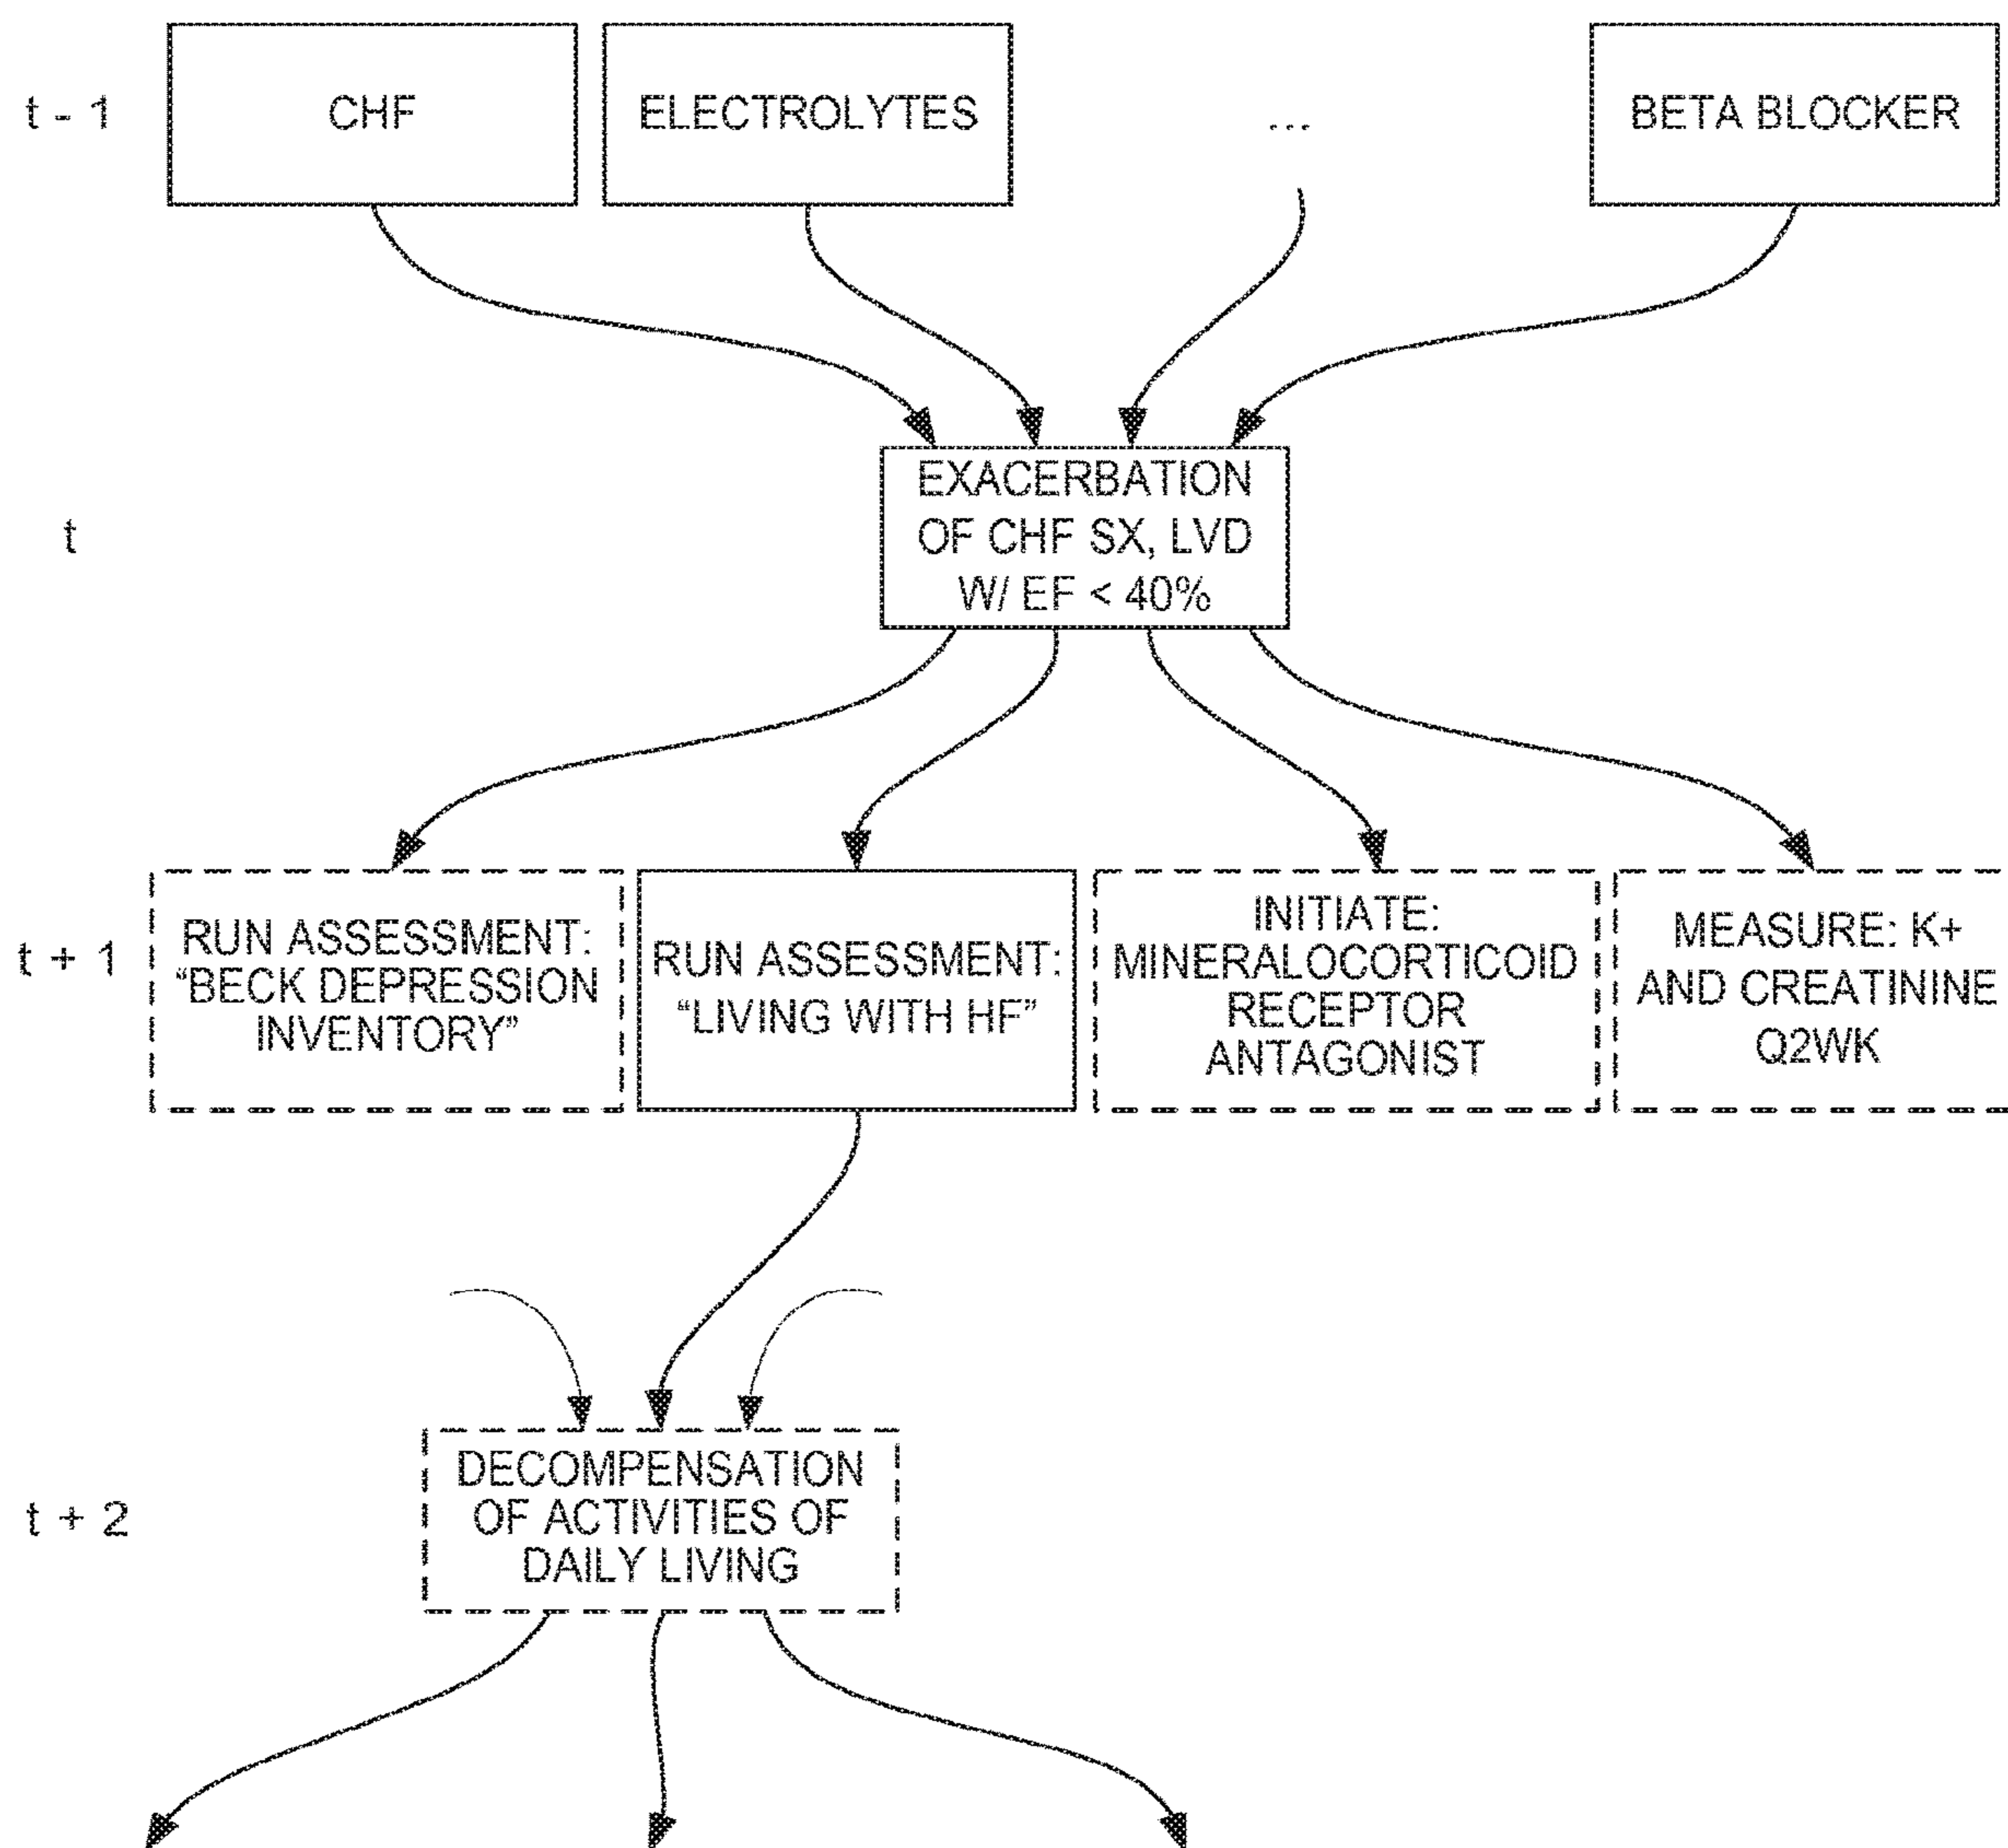 t - 1
CHF
ELECTROLYTES
...
BETA BLOCKER
t
EXACERBATION
OF CHF SX, LVD
W/ EF < 40%
t + 1
RUN ASSESSMENT:
“BECK DEPRESSION
INVENTORY”
RUN ASSESSMENT:
“LIVING WITH HF”
INITIATE:
MINERALOCORTICOID
RECEPTOR
ANTAGONIST
MEASURE: K+
AND CREATININE
Q2WK
t + 2
DECOMPENSATION
OF ACTIVITIES OF
DAILY LIVING